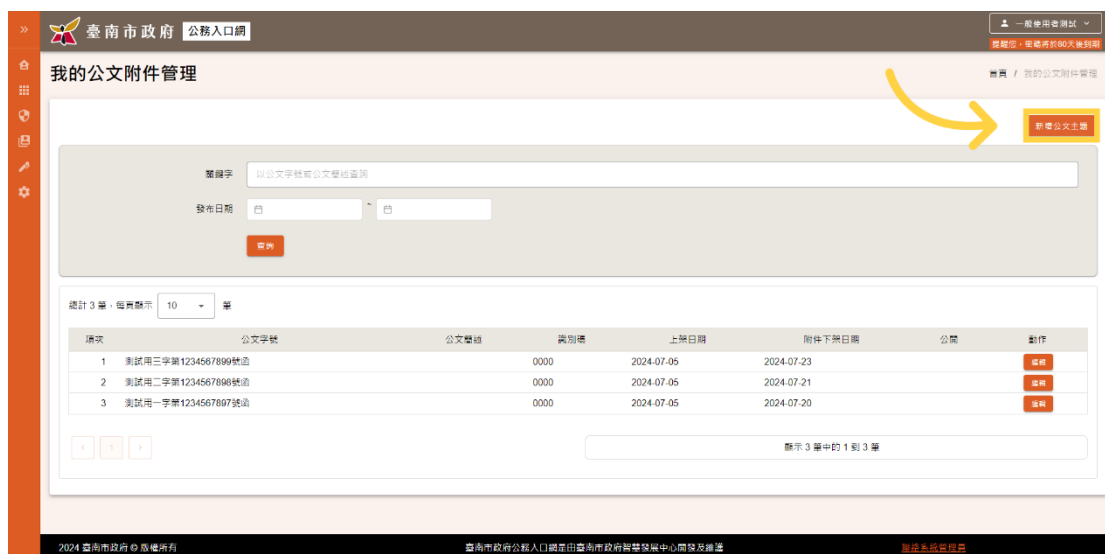 臺南市政府 公務入口網
一般使用者測試
提醒您，密碼將於80天後到期
我的公文附件管理
首頁 / 我的公文附件管理
新增公文主題
關鍵字 以公文字號或公文簡述查詢
發布日期 ~
查詢
總計 3 筆，每頁顯示 10 筆
項次 公文字號 公文簡述 識別碼 上架日期 附件下架日期 公開 動作
1 測試用三字第1234567899號函 0000 2024-07-05 2024-07-23 編輯
2 測試用二字第1234567898號函 0000 2024-07-05 2024-07-21 編輯
3 測試用一字第1234567897號函 0000 2024-07-05 2024-07-20 編輯
1
顯示 3 筆中的 1 到 3 筆
2024 臺南市政府 © 版權所有 臺南市政府公務入口網是由臺南市政府智慧發展中心開發及維護 聯絡系統管理員